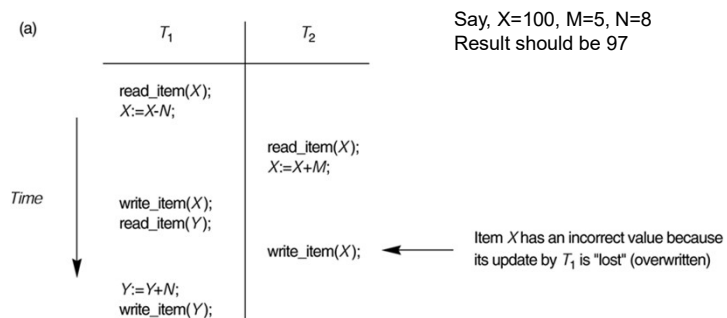 Say, X=100, M=5, N=8
Result should be 97
(a)
T1
T2
read_item(X);
X:=X-N;
read_item(X);
X:=X+M;
Time
write_item(X);
read_item(Y);
write_item(X);
Item X has an incorrect value because
its update by T1 is "lost" (overwritten)
Y:=Y+N;
write_item(Y);